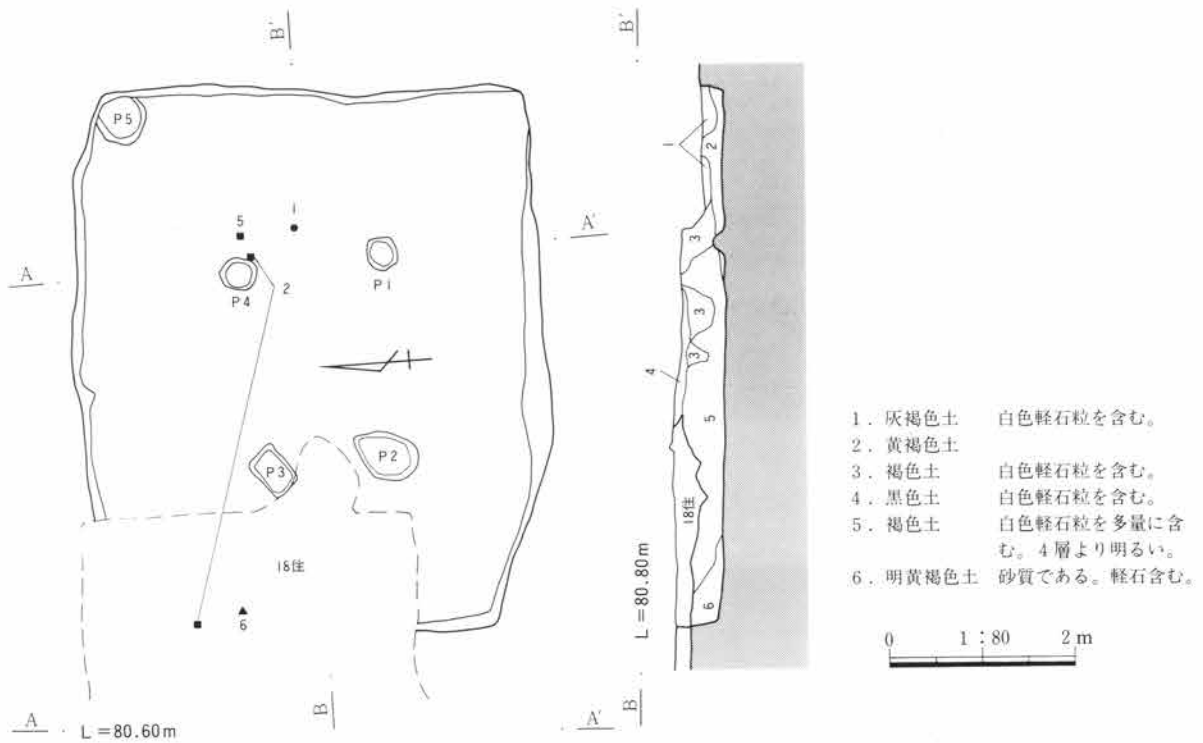 B'
B'
P5
1
2
1
5
A'
3
A
P4
2
P1
3
3
4
5
P3
P2
18住
18住
6
6
L=80.80m
B
B
A
L=80.60m
A'
1. 灰褐色土 白色軽石粒を含む。
2. 黄褐色土
3. 褐色土 白色軽石粒を含む。
4. 黒色土 白色軽石粒を含む。
5. 褐色土 白色軽石粒を多量に含
む。4層より明るい。
6. 明黄褐色土 砂質である。軽石含む。
0 1:80 2m